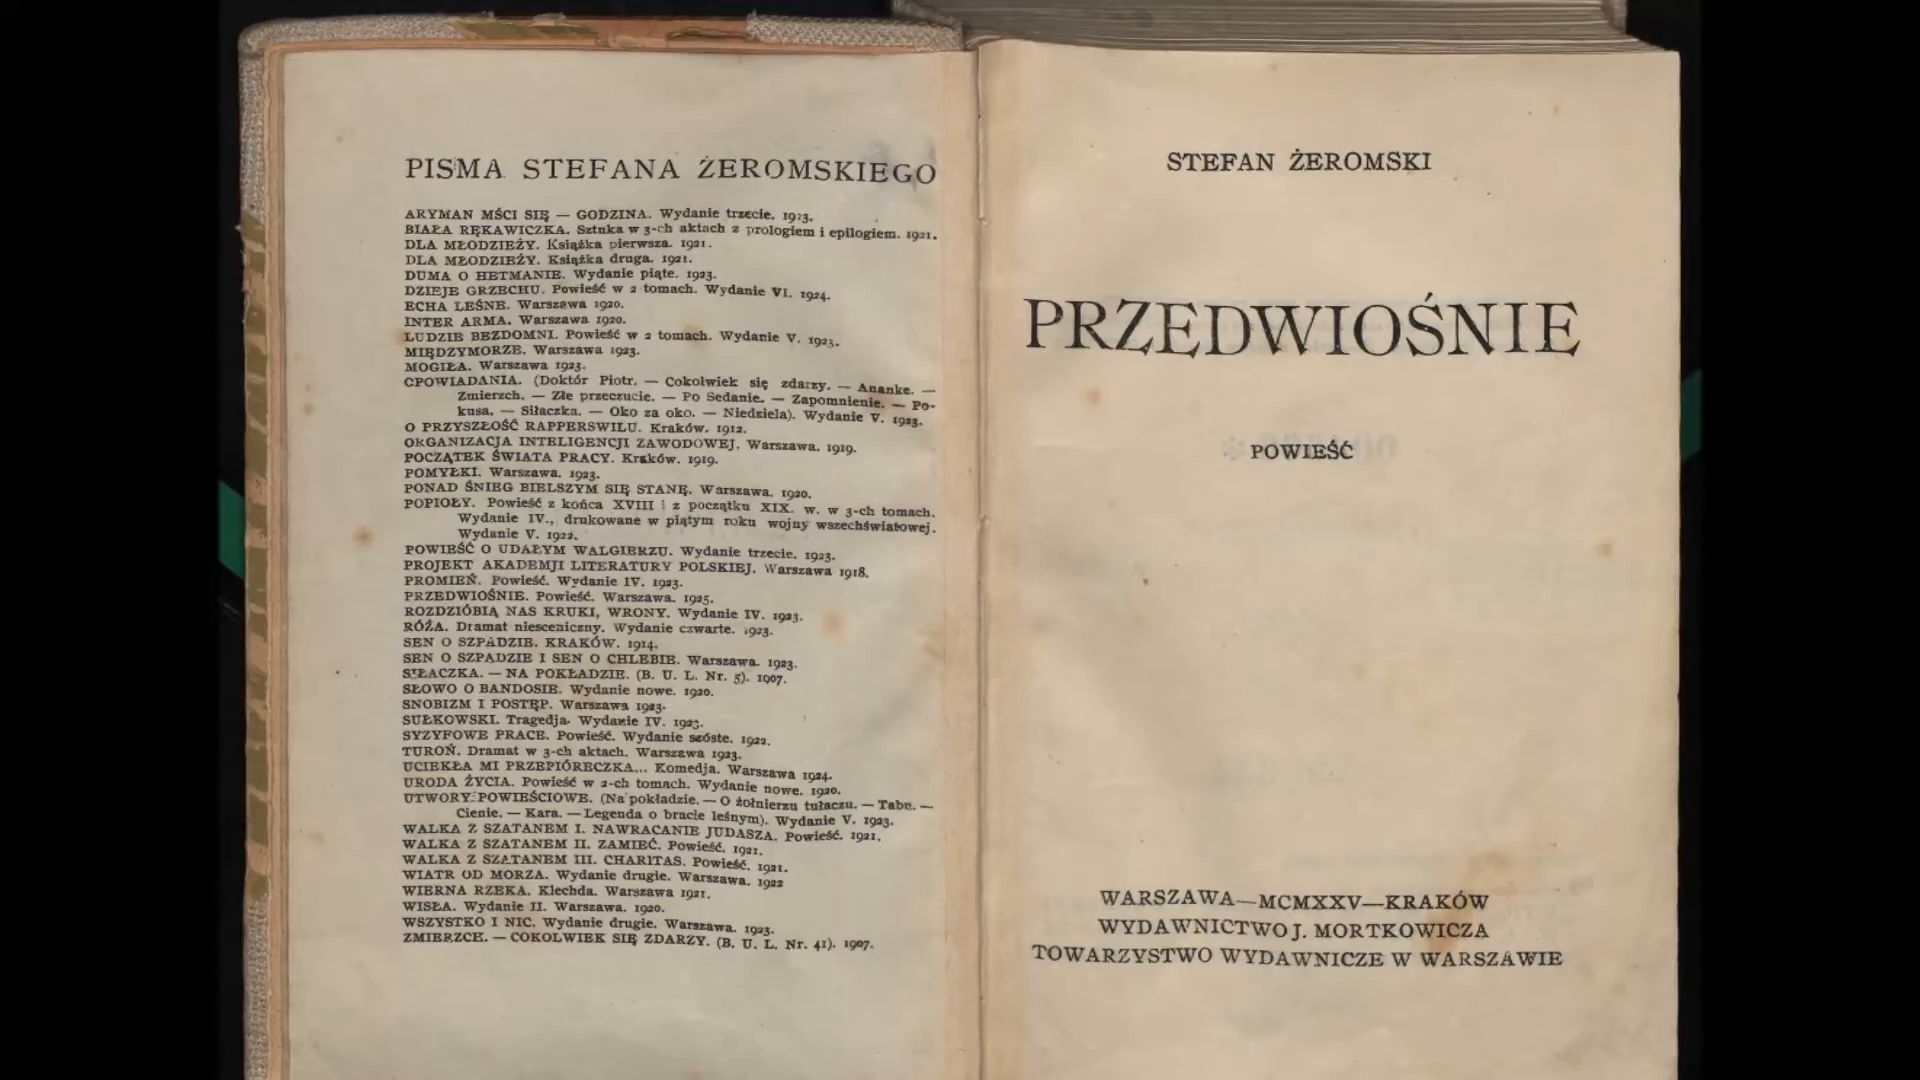 PISMA STEFANA ŻEROMSKIEGO
ARYMAN MŚCI SIĘ — GODZINA. Wydanie trzecie. 1923.
BIAŁA RĘKAWICZKA. Sztuka w 3-ch aktach z prologiem i epilogiem. 1921.
DLA MŁODZIEŻY. Książka pierwsza. 1921.
DLA MŁODZIEŻY. Książka druga. 1921.
DUMA O HETMANIE. Wydanie piąte. 1923.
DZIEJE GRZECHU. Powieść w 2 tomach. Wydanie VI. 1924.
ECHA LEŚNE. Warszawa 1920.
INTER ARMA. Warszawa 1920.
LUDZIE BEZDOMNI. Powieść w 2 tomach. Wydanie V. 1923.
MIĘDZYMORZE. Warszawa 1923.
MOGIŁA. Warszawa 1923.
CPOWIADANIA. (Doktór Piotr. — Cokolwiek się zdarzy. — Ananke. —
Zmierzch. — Złe przeczucie. — Po Sedanie. — Zapomnienie. — Po-
kusa. — Siłaczka. — Oko za oko. — Niedziela). Wydanie V. 1923.
O PRZYSZŁOŚĆ RAPPERSWILU. Kraków. 1912.
ORGANIZACJA INTELIGENCJI ZAWODOWEJ. Warszawa. 1919.
POCZĄTEK ŚWIATA PRACY. Kraków. 1919.
POMYŁKI. Warszawa. 1923.
PONAD ŚNIEG BIELSZYM SIĘ STANĘ. Warszawa. 1920.
POPIOŁY. Powieść z końca XVIII i z początku XIX. w. w 3-ch tomach.
Wydanie IV., drukowane w piątym roku wojny wszechświatowej.
Wydanie V. 1922.
POWIEŚĆ O UDAŁYM WALGIERZU. Wydanie trzecie. 1923.
PROJEKT AKADEMJI LITERATURY POLSKIEJ. Warszawa 1918.
PROMIEŃ. Powieść. Wydanie IV. 1923.
PRZEDWIOŚNIE. Powieść. Warszawa. 1925.
ROZDZIÓBIĄ NAS KRUKI, WRONY. Wydanie IV. 1923.
RÓŻA. Dramat niesceniczny. Wydanie czwarte. 1923.
SEN O SZPADZIE. KRAKÓW. 1914.
SEN O SZPADZIE I SEN O CHLEBIE. Warszawa. 1923.
SIŁACZKA. — NA POKŁADZIE. (B. U. L. Nr. 5). 1907.
SŁOWO O BANDOSIE. Wydanie nowe. 1920.
SNOBIZM I POSTĘP. Warszawa 1923.
SUŁKOWSKI. Tragedja. Wydanie IV. 1923.
SYZYFOWE PRACE. Powieść. Wydanie szóste. 1922.
TUROŃ. Dramat w 3-ch aktach. Warszawa 1923.
UCIEKŁA MI PRZEPIÓRECZKA... Komedja. Warszawa 1924.
URODA ŻYCIA. Powieść w 2-ch tomach. Wydanie nowe. 1920.
UTWORY POWIEŚCIOWE. (Na pokładzie. — O żołnierzu tułaczu. — Tabu. —
Cienie. — Kara. — Legenda o bracie leśnym). Wydanie V. 1923.
WALKA Z SZATANEM I. NAWRACANIE JUDASZA. Powieść. 1921.
WALKA Z SZATANEM II. ZAMIEĆ. Powieść. 1921.
WALKA Z SZATANEM III. CHARITAS. Powieść. 1921.
WIATR OD MORZA. Wydanie drugie. Warszawa. 1922
WIERNA RZEKA. Klechda. Warszawa 1921.
WISŁA. Wydanie II. Warszawa. 1920.
WSZYSTKO I NIC. Wydanie drugie. Warszawa. 1923.
ZMIERZCH. — COKOLWIEK SIĘ ZDARZY. (B. U. L. Nr. 41). 1907.
STEFAN ŻEROMSKI
PRZEDWIOŚNIE
POWIEŚĆ
WARSZAWA—MCMXXV—KRAKÓW
WYDAWNICTWO J. MORTKOWICZA
TOWARZYSTWO WYDAWNICZE W WARSZAWIE